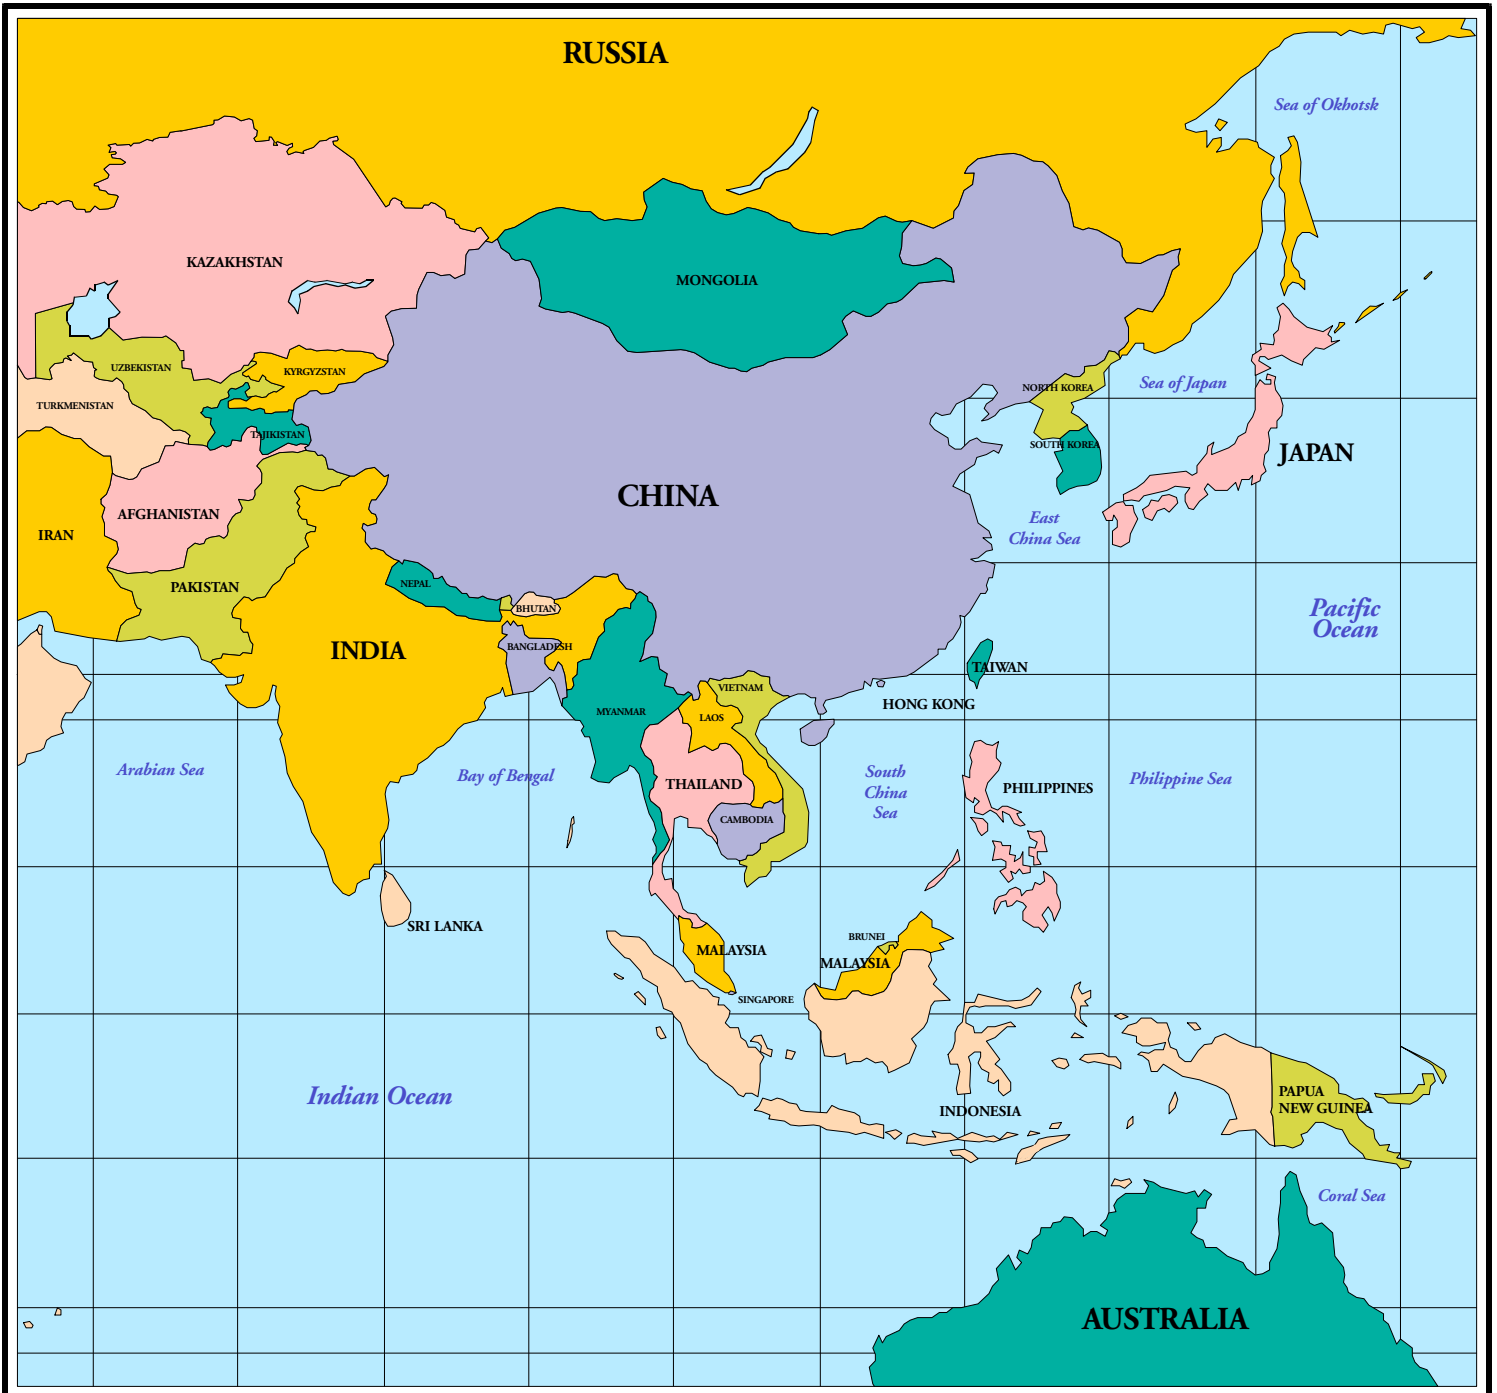 RUSSIA
Sea of Okhotsk
KAZAKHSTAN
MONGOLIA
UZBEKISTAN
KYRGYZSTAN
Sea of Japan
NORTH KOREA
TURKMENISTAN
TAJIKISTAN
SOUTH KOREA
JAPAN
CHINA
AFGHANISTAN
East
China Sea
IRAN
NEPAL
PAKISTAN
BHUTAN
Pacific
Ocean
BANGLADESH
INDIA
TAIWAN
VIETNAM
HONG KONG
MYANMAR
LAOS
Arabian Sea
Bay of Bengal
South
China
Sea
THAILAND
PHILIPPINES
Philippine Sea
CAMBODIA
SRI LANKA
BRUNEI
MALAYSIA
MALAYSIA
SINGAPORE
Indian Ocean
INDONESIA
PAPUA
NEW GUINEA
Coral Sea
AUSTRALIA